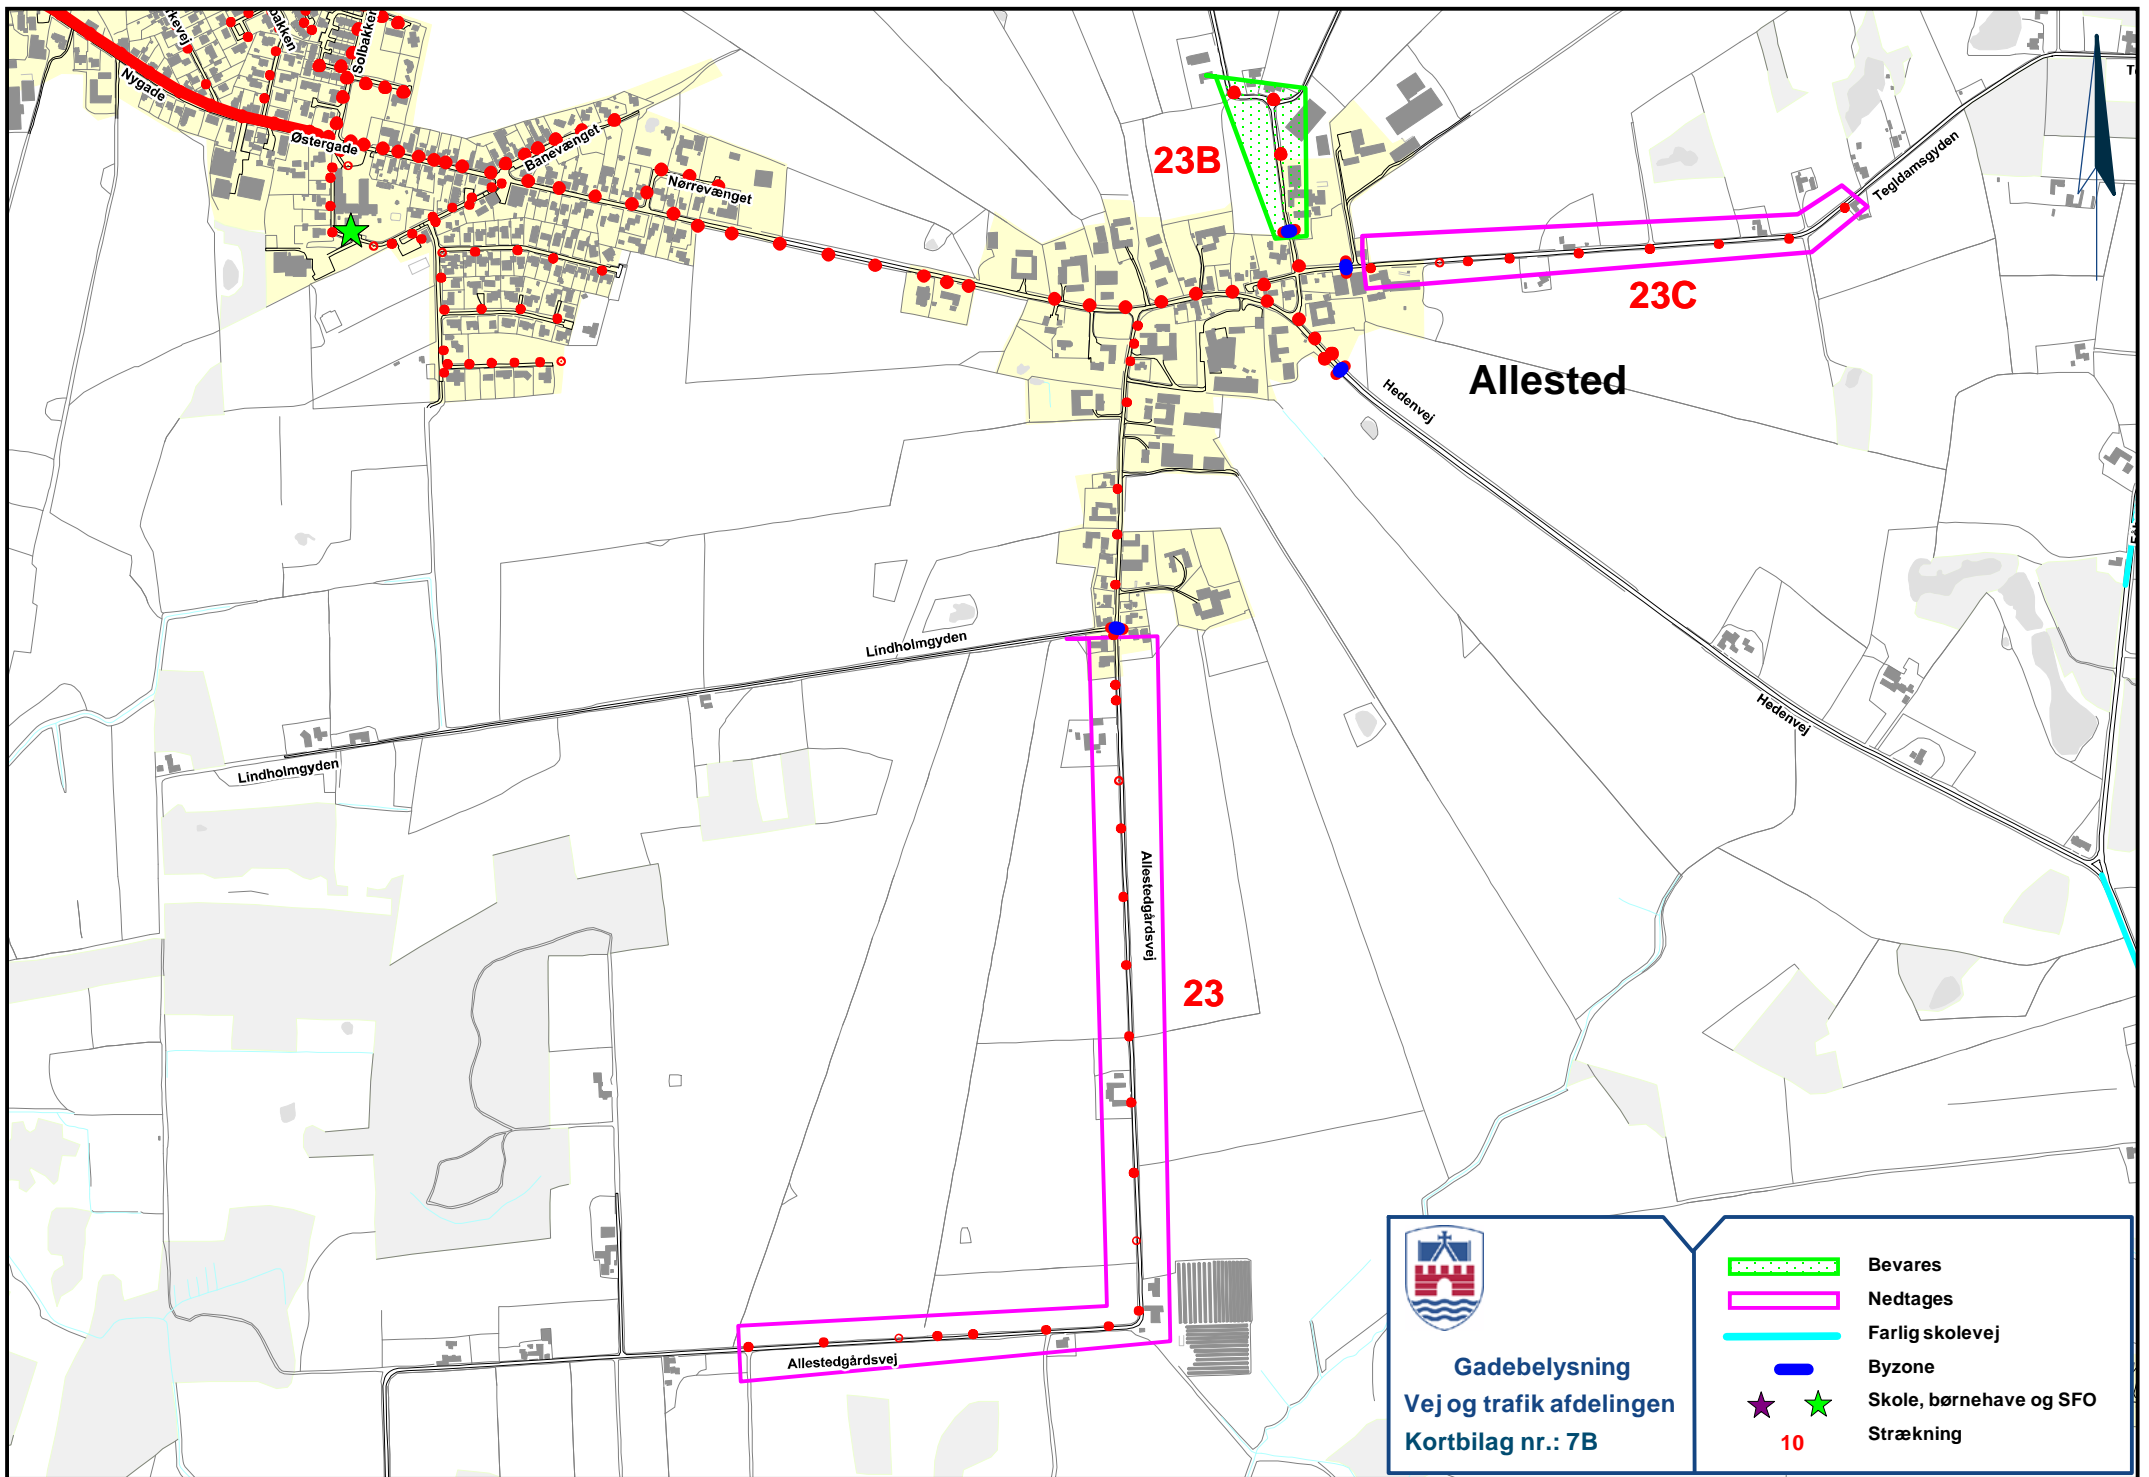 Solbakken
Nygade
Østergade
Banevænget
Nørrevænget
23B
Tegldamsgyden
23C
Allested
Hedenvej
Lindholmgyden
Hedenvej
Lindholmgyden
Allestedgårdsvej
23
Allestedgårdsvej
Gadebelysning
Vej og trafik afdelingen
Kortbilag nr.: 7B
Bevares
Nedtages
Farlig skolevej
Byzone
Skole, børnehave og SFO
10 Strækning